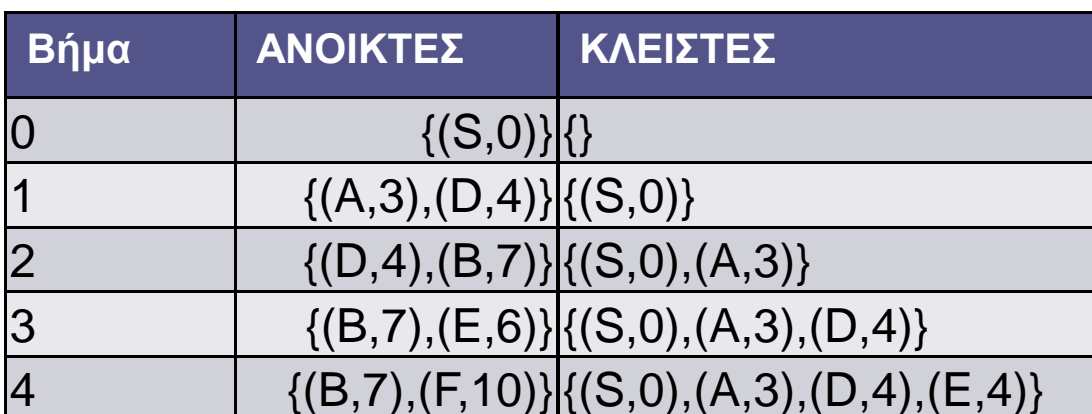 Βήμα ΑΝΟΙΚΤΕΣ ΚΛΕΙΣΤΕΣ
0 {(S,0)} {}
1 {(A,3),(D,4)} {(S,0)}
2 {(D,4),(B,7)} {(S,0),(A,3)}
3 {(B,7),(E,6)} {(S,0),(A,3),(D,4)}
4 {(B,7),(F,10)} {(S,0),(A,3),(D,4),(E,4)}